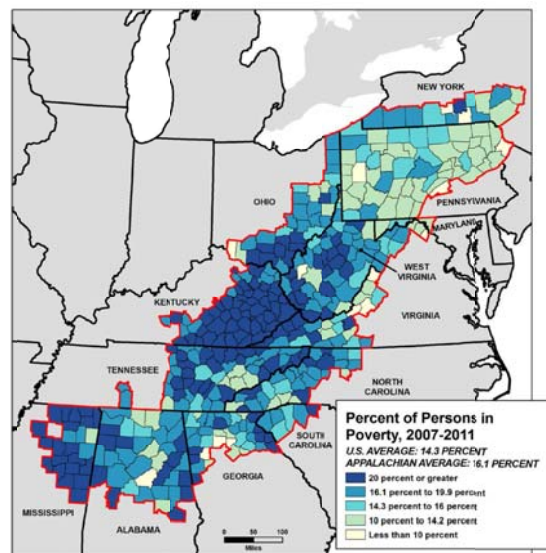 NEW YORK
PENNSYLVANIA
OHIO
MARYLAND
WEST
VIRGINIA
KENTUCKY
VIRGINIA
TENNESSEE
NORTH
CAROLINA
SOUTH
CAROLINA
GEORGIA
MISSISSIPPI
ALABAMA
0 50 100
Miles
Percent of Persons in
Poverty, 2007-2011
U.S. AVERAGE: 14.3 PERCENT
APPALACHIAN AVERAGE: 16.1 PERCENT
20 percent or greater
16.1 percent to 19.9 percent
14.3 percent to 16 percent
10 percent to 14.2 percent
Less than 10 percent